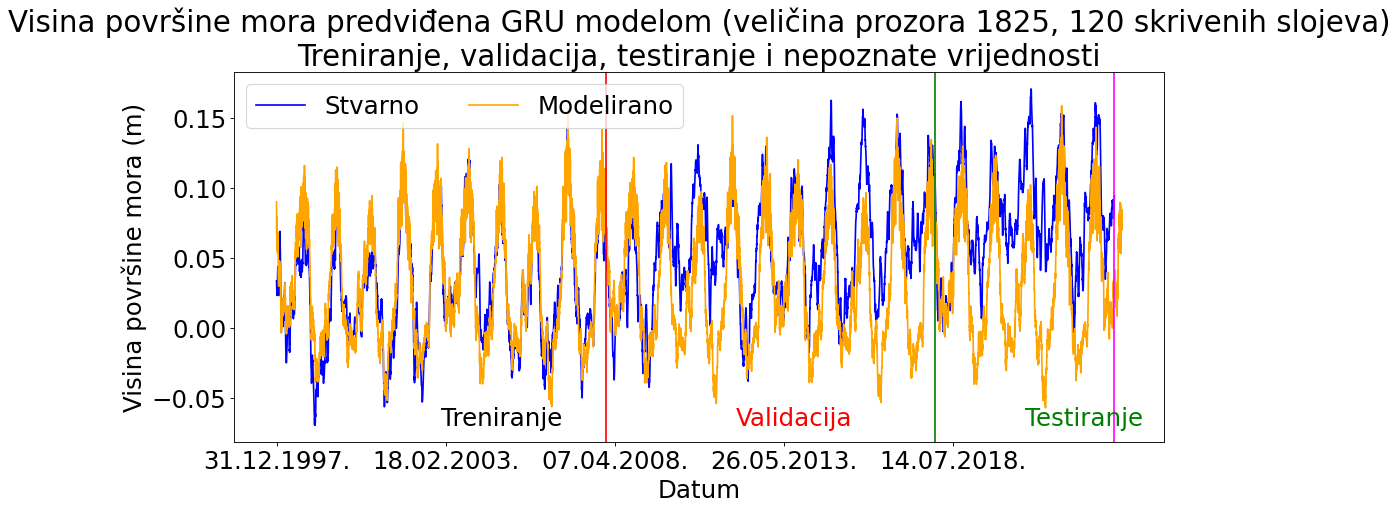 Visina površine mora predviđena GRU modelom (veličina prozora 1825, 120 skrivenih slojeva)
Treniranje, validacija, testiranje i nepoznate vrijednosti
Stvarno
Modelirano
Visina površine mora (m)
0.15
0.10
0.05
0.00
−0.05
Treniranje
Validacija
Testiranje
31.12.1997.
18.02.2003.
07.04.2008.
26.05.2013.
14.07.2018.
Datum